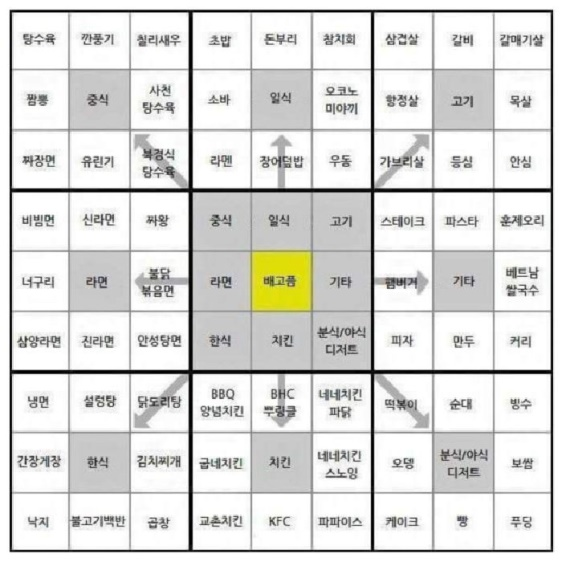 탕수육 깐풍기 칠리새우 초밥 돈부리 참치회 삼겹살 갈비 갈매기살
짬뽕 중식 사천 탕수육 소바 일식 오코노 미야끼 항정살 고기 목살
짜장면 유린기 북경식 탕수육 라멘 장어덮밥 우동 가브리살 등심 안심
비빔면 신라면 짜왕 중식 일식 고기 스테이크 파스타 훈제오리
너구리 라면 불닭 볶음면 라면 배고픔 기타 햄버거 기타 베트남 쌀국수
삼양라면 진라면 안성탕면 한식 치킨 분식/야식 디저트 피자 만두 커리
냉면 설렁탕 닭도리탕 BBQ 양념치킨 BHC 뿌링클 네네치킨 파닭 떡볶이 순대 빙수
간장게장 한식 김치찌개 굽네치킨 치킨 네네치킨 스노윙 오뎅 분식/야식 디저트 보쌈
낙지 불고기백반 곱창 교촌치킨 KFC 파파이스 케이크 빵 푸딩